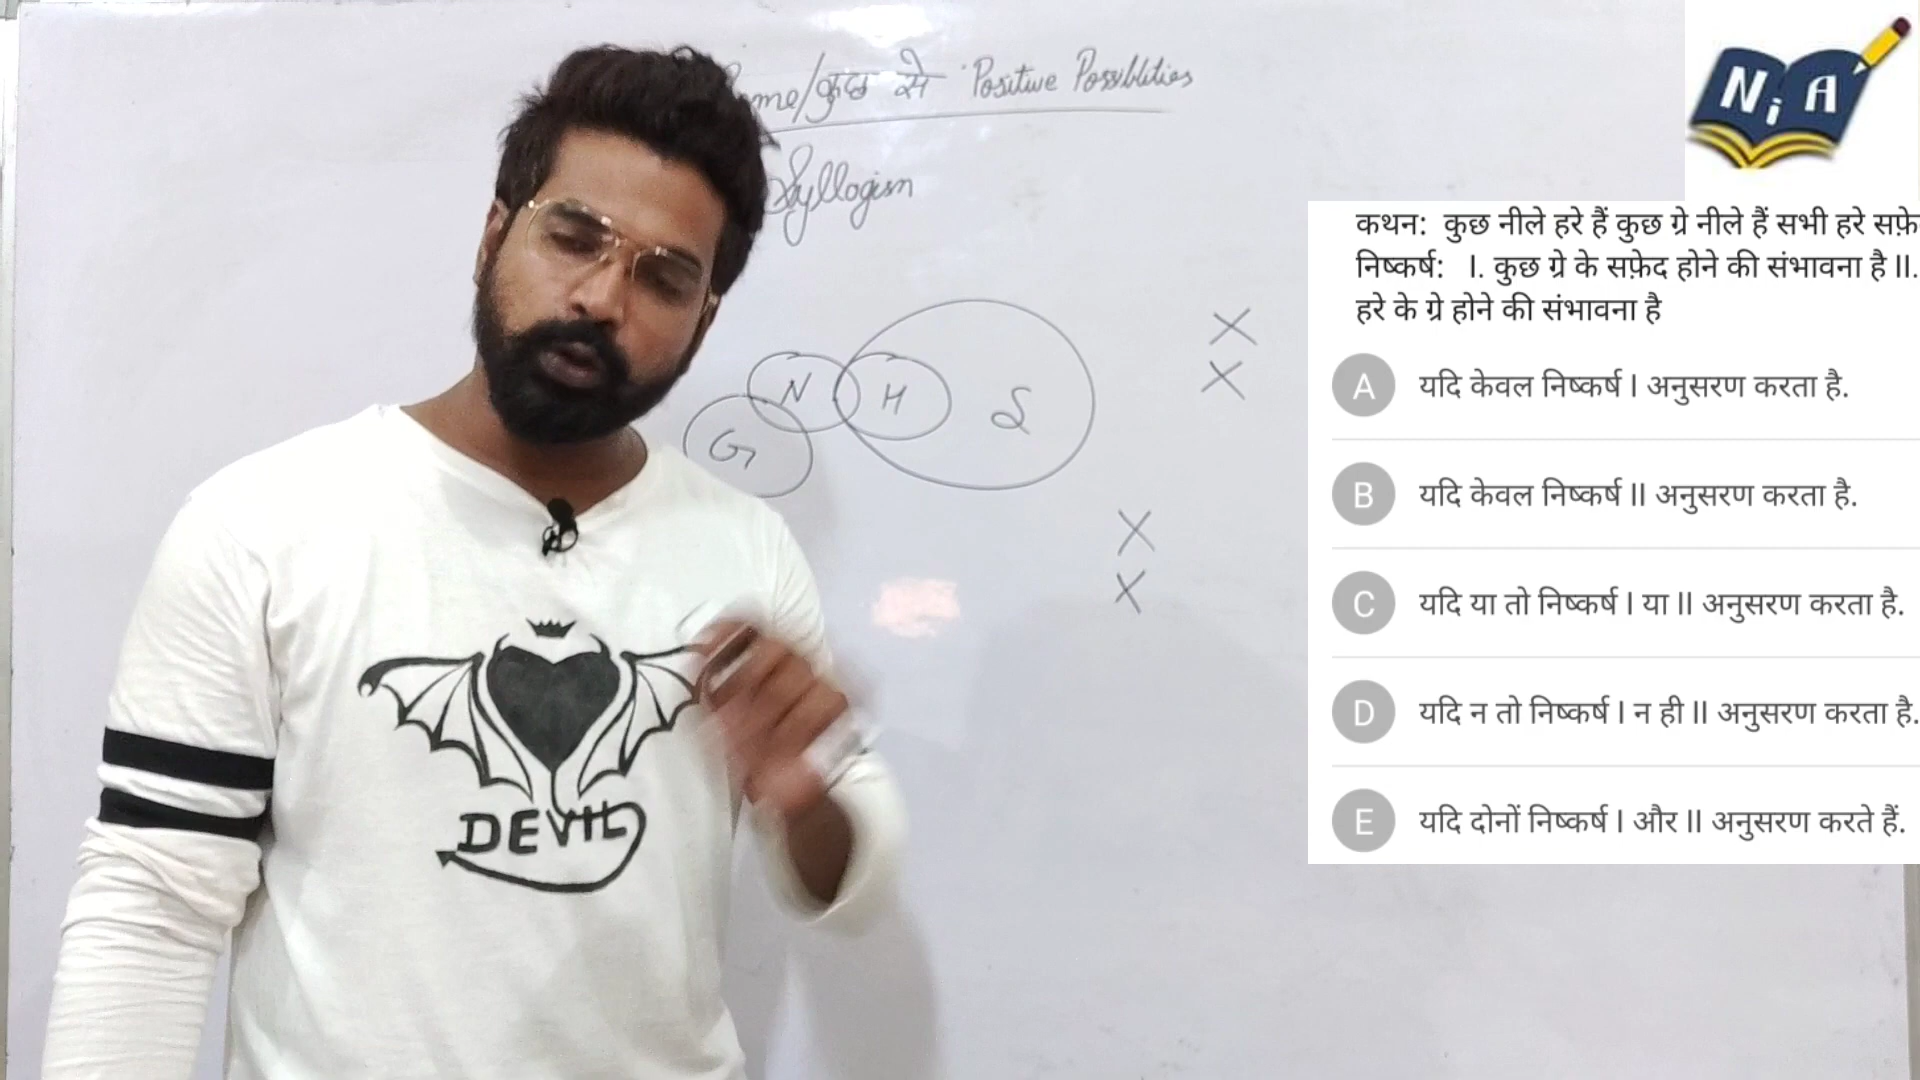 /कुछ से Positive Possiblities
Syllogism
N H S
G
X
X
X
X
DEVIL
NiA
कथन: कुछ नीले हरे हैं कुछ ग्रे नीले हैं सभी हरे
निष्कर्ष: I. कुछ ग्रे के सफ़ेद होने की संभावना है II.
हरे के ग्रे होने की संभावना है
A यदि केवल निष्कर्ष I अनुसरण करता है.
B यदि केवल निष्कर्ष II अनुसरण करता है.
C यदि या तो निष्कर्ष I या II अनुसरण करता है.
D यदि न तो निष्कर्ष I न ही II अनुसरण करता है.
E यदि दोनों निष्कर्ष I और II अनुसरण करते हैं.